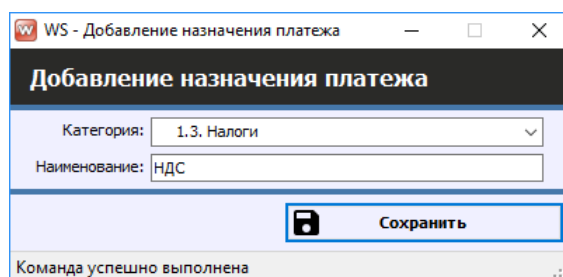 WS - Добавление назначения платежа
Добавление назначения платежа
Категория: 1.3. Налоги
Наименование: НДС
Сохранить
Команда успешно выполнена